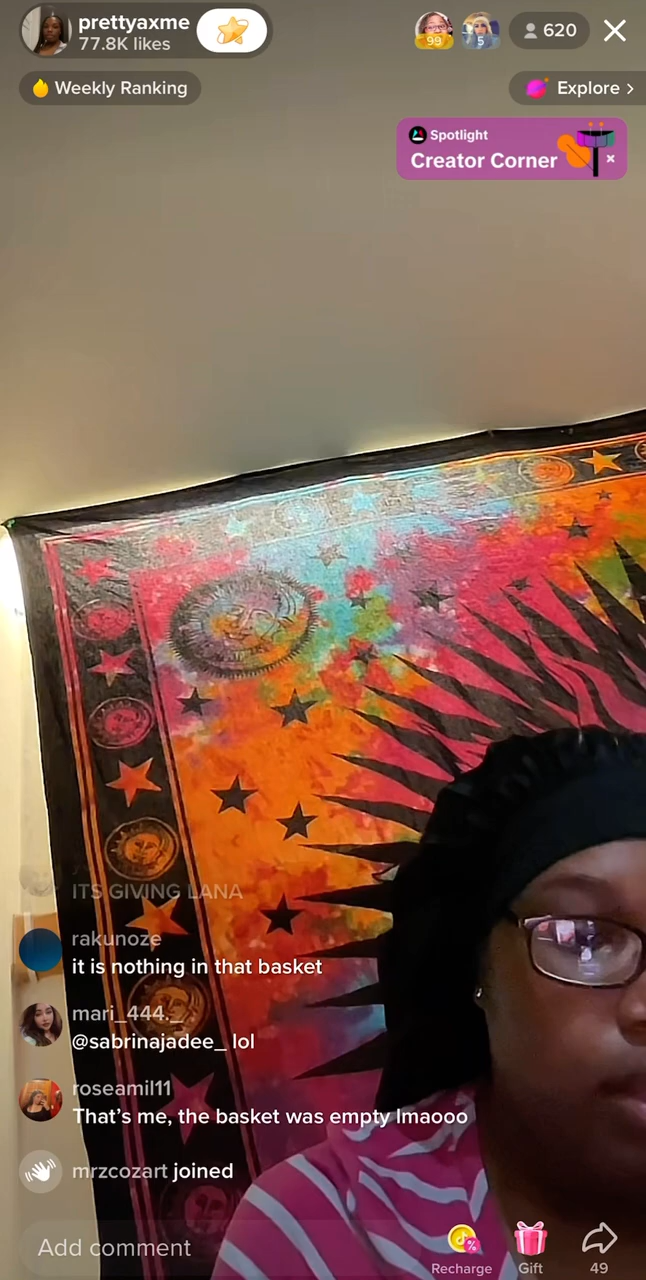 prettyaxme
77.8K likes
99
5
620
Weekly Ranking
Explore
Spotlight
Creator Corner
ITS GIVING LANA
rakunoze
it is nothing in that basket
mari_444._
@sabrinajadee_ lol
roseamil11
That's me, the basket was empty lmaooo
mrzcozart joined
Add comment
Recharge
Gift
49